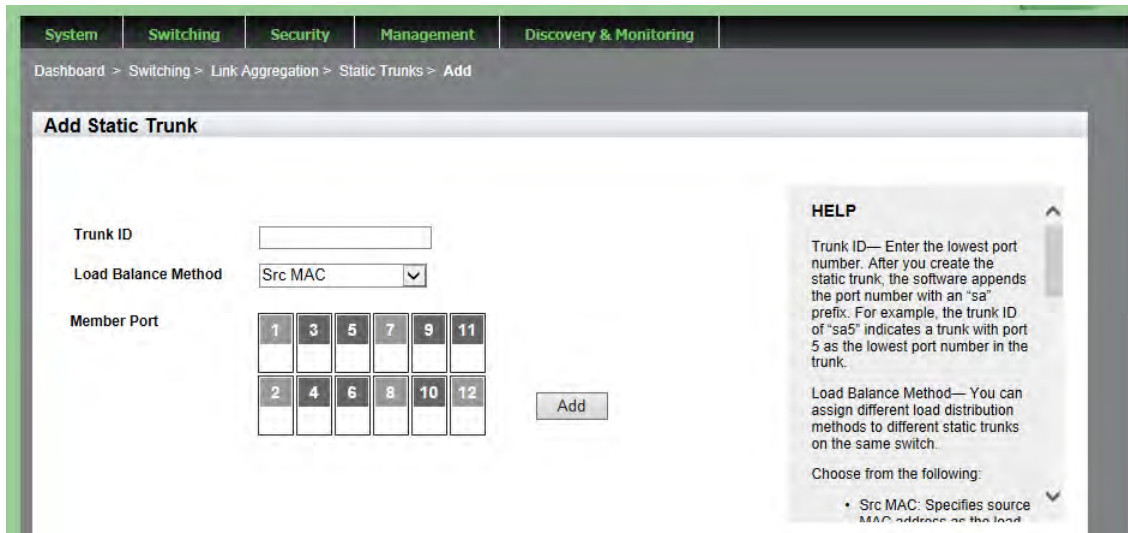 System Switching Security Management Discovery & Monitoring
Dashboard > Switching > Link Aggregation > Static Trunks > Add
Add Static Trunk
Trunk ID
Load Balance Method Src MAC
Member Port
1 3 5 7 9 11
2 4 6 8 10 12
Add
HELP
Trunk ID— Enter the lowest port
number. After you create the
static trunk, the software appends
the port number with an “sa”
prefix. For example, the trunk ID
of “sa5” indicates a trunk with port
5 as the lowest port number in the
trunk.
Load Balance Method— You can
assign different load distribution
methods to different static trunks
on the same switch.
Choose from the following:
• Src MAC: Specifies source
MAC address as the load